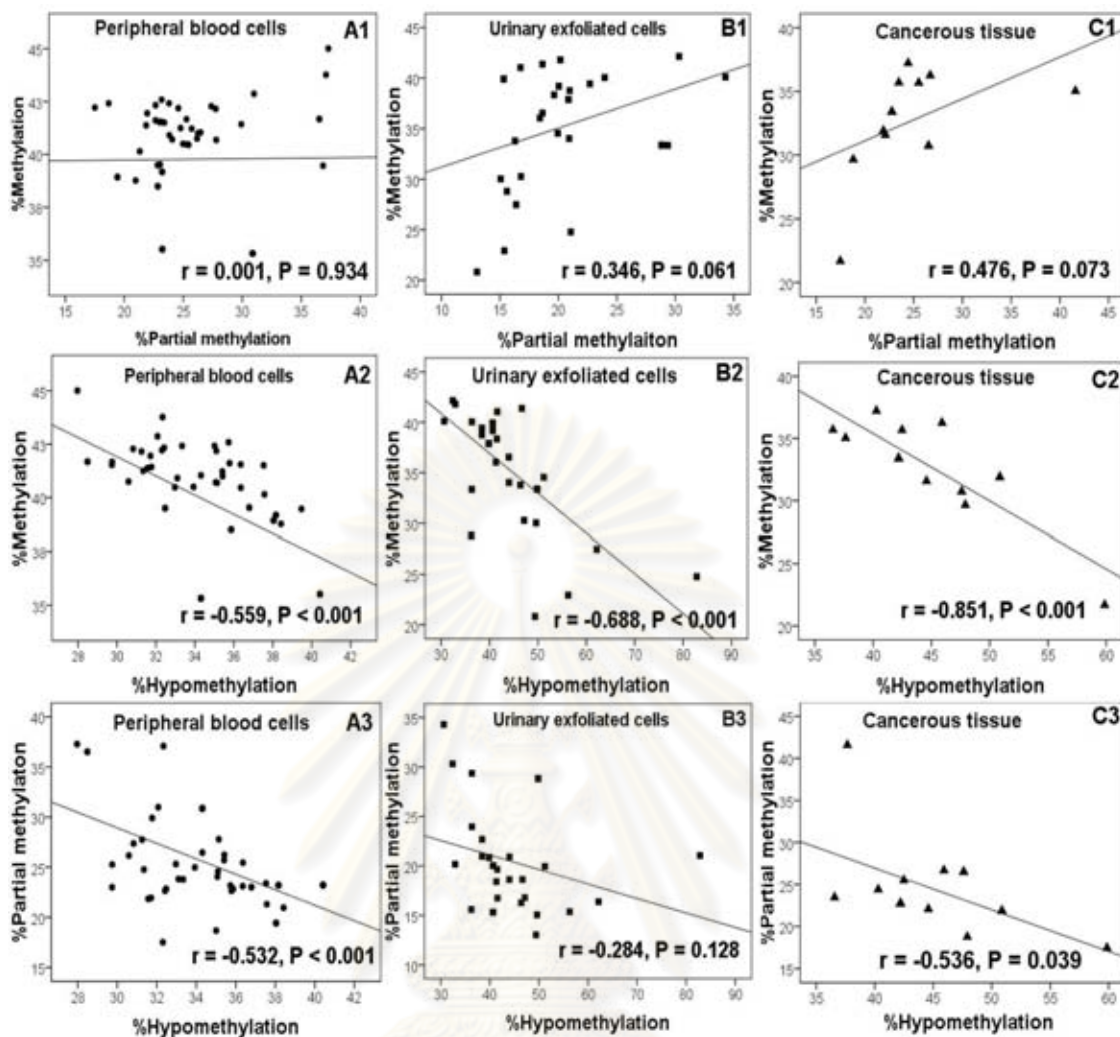 Peripheral blood cells A1
45
43
40
38
35
%Methylation
r = 0.001, P = 0.934
15 20 25 30 35 40
%Partial methylation
Urinary exfoliated cells B1
40
35
30
25
20
%Methylation
r = 0.346, P = 0.061
10 15 20 25 30 35
%Partial methylaiton
Cancerous tissue C1
40
35
30
25
20
%Methylation
r = 0.476, P = 0.073
15 20 25 30 35 40 45
%Partial methylation
Peripheral blood cells A2
45
43
40
38
35
%Methylation
r = -0.559, P < 0.001
28 30 32 34 36 38 40 42
%Hypomethylation
Urinary exfoliated cells B2
40
35
30
25
20
%Methylation
r = -0.688, P < 0.001
30 40 50 60 70 80 90
%Hypomethylation
Cancerous tissue C2
40
35
30
25
20
%Methylation
r = -0.851, P < 0.001
35 40 45 50 55 60
%Hypomethylation
Peripheral blood cells A3
40
35
30
25
20
15
%Partial methylaton
r = -0.532, P < 0.001
28 30 32 34 36 38 40 42
%Hypomethylation
Urinary exfoliated cells B3
35
30
25
20
15
10
%Partial methylation
r = -0.284, P = 0.128
30 40 50 60 70 80 90
%Hypomethylation
Cancerous tissue C3
45
40
35
30
25
20
15
%Partial methylation
r = -0.536, P = 0.039
35 40 45 50 55 60
%Hypomethylation